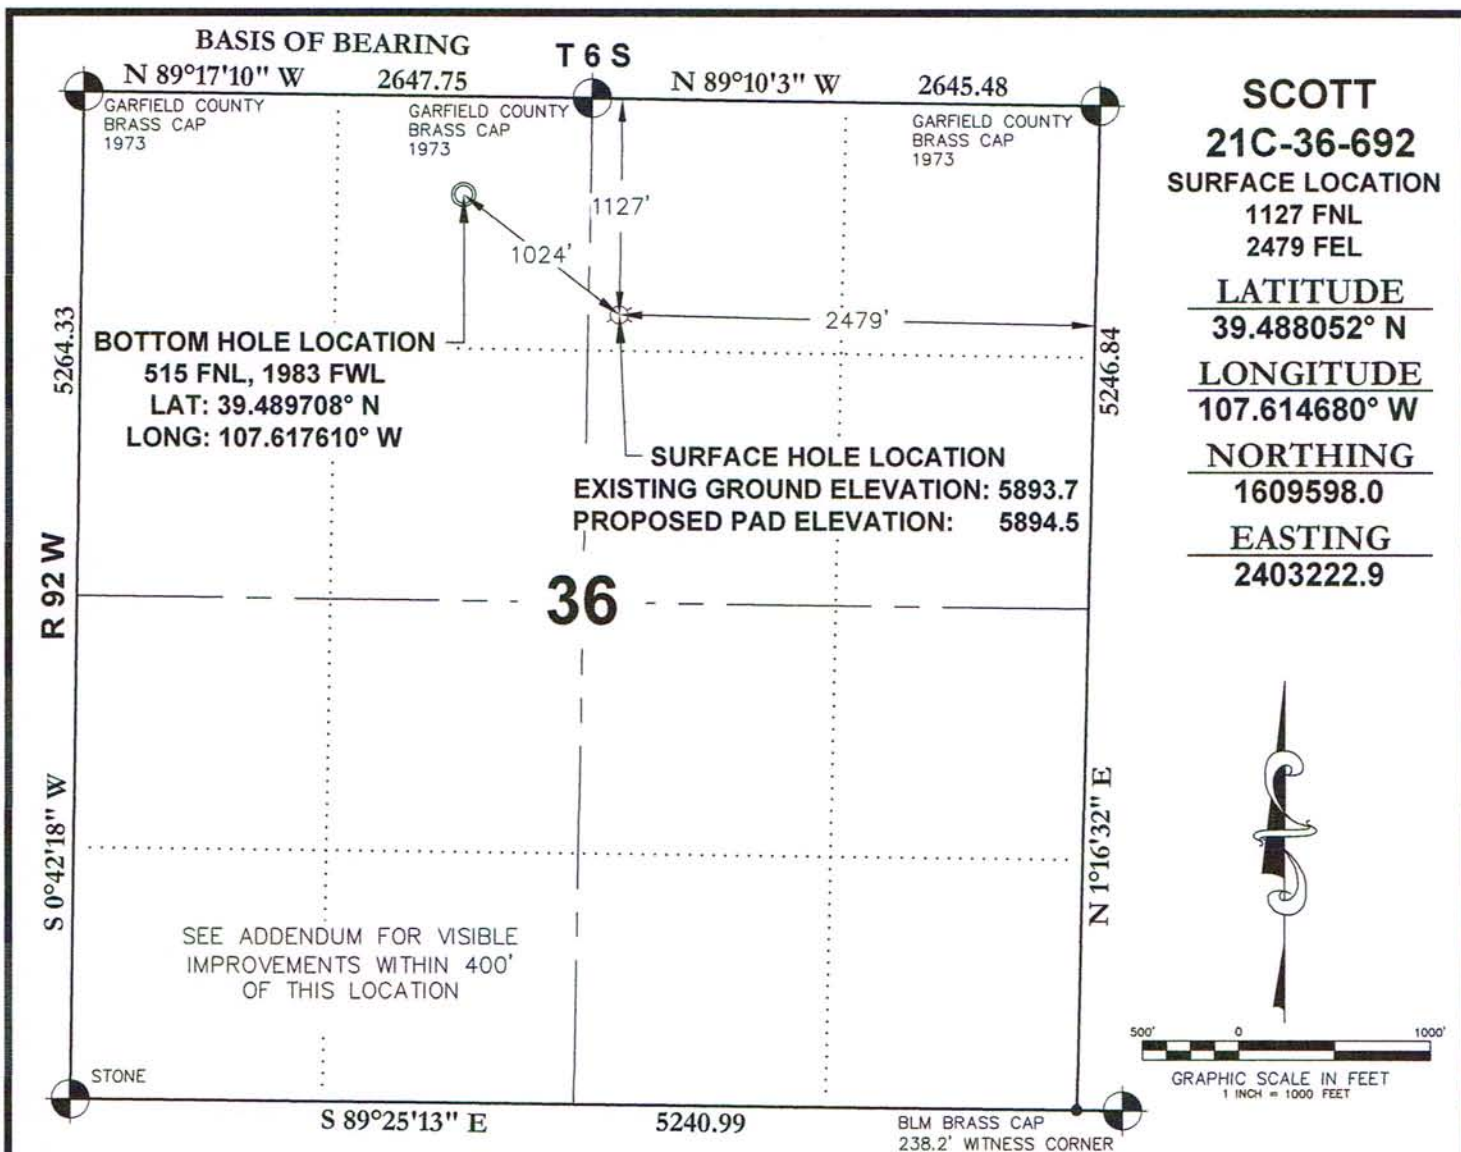 BASIS OF BEARING
T 6 S
N 89°17'10" W 2647.75
N 89°10'3" W 2645.48
GARFIELD COUNTY
BRASS CAP
1973
GARFIELD COUNTY
BRASS CAP
1973
GARFIELD COUNTY
BRASS CAP
1973
1127'
1024'
2479'
5264.33
5246.84
BOTTOM HOLE LOCATION
515 FNL, 1983 FWL
LAT: 39.489708° N
LONG: 107.617610° W
SURFACE HOLE LOCATION
EXISTING GROUND ELEVATION: 5893.7
PROPOSED PAD ELEVATION: 5894.5
R 92 W
36
S 0°42'18" W
N 1°16'32" E
SEE ADDENDUM FOR VISIBLE
IMPROVEMENTS WITHIN 400'
OF THIS LOCATION
STONE
S 89°25'13" E 5240.99
BLM BRASS CAP
238.2' WITNESS CORNER
SCOTT
21C-36-692
SURFACE LOCATION
1127 FNL
2479 FEL
LATITUDE
39.488052° N
LONGITUDE
107.614680° W
NORTHING
1609598.0
EASTING
2403222.9
500' 0 1000'
GRAPHIC SCALE IN FEET
1 INCH = 1000 FEET